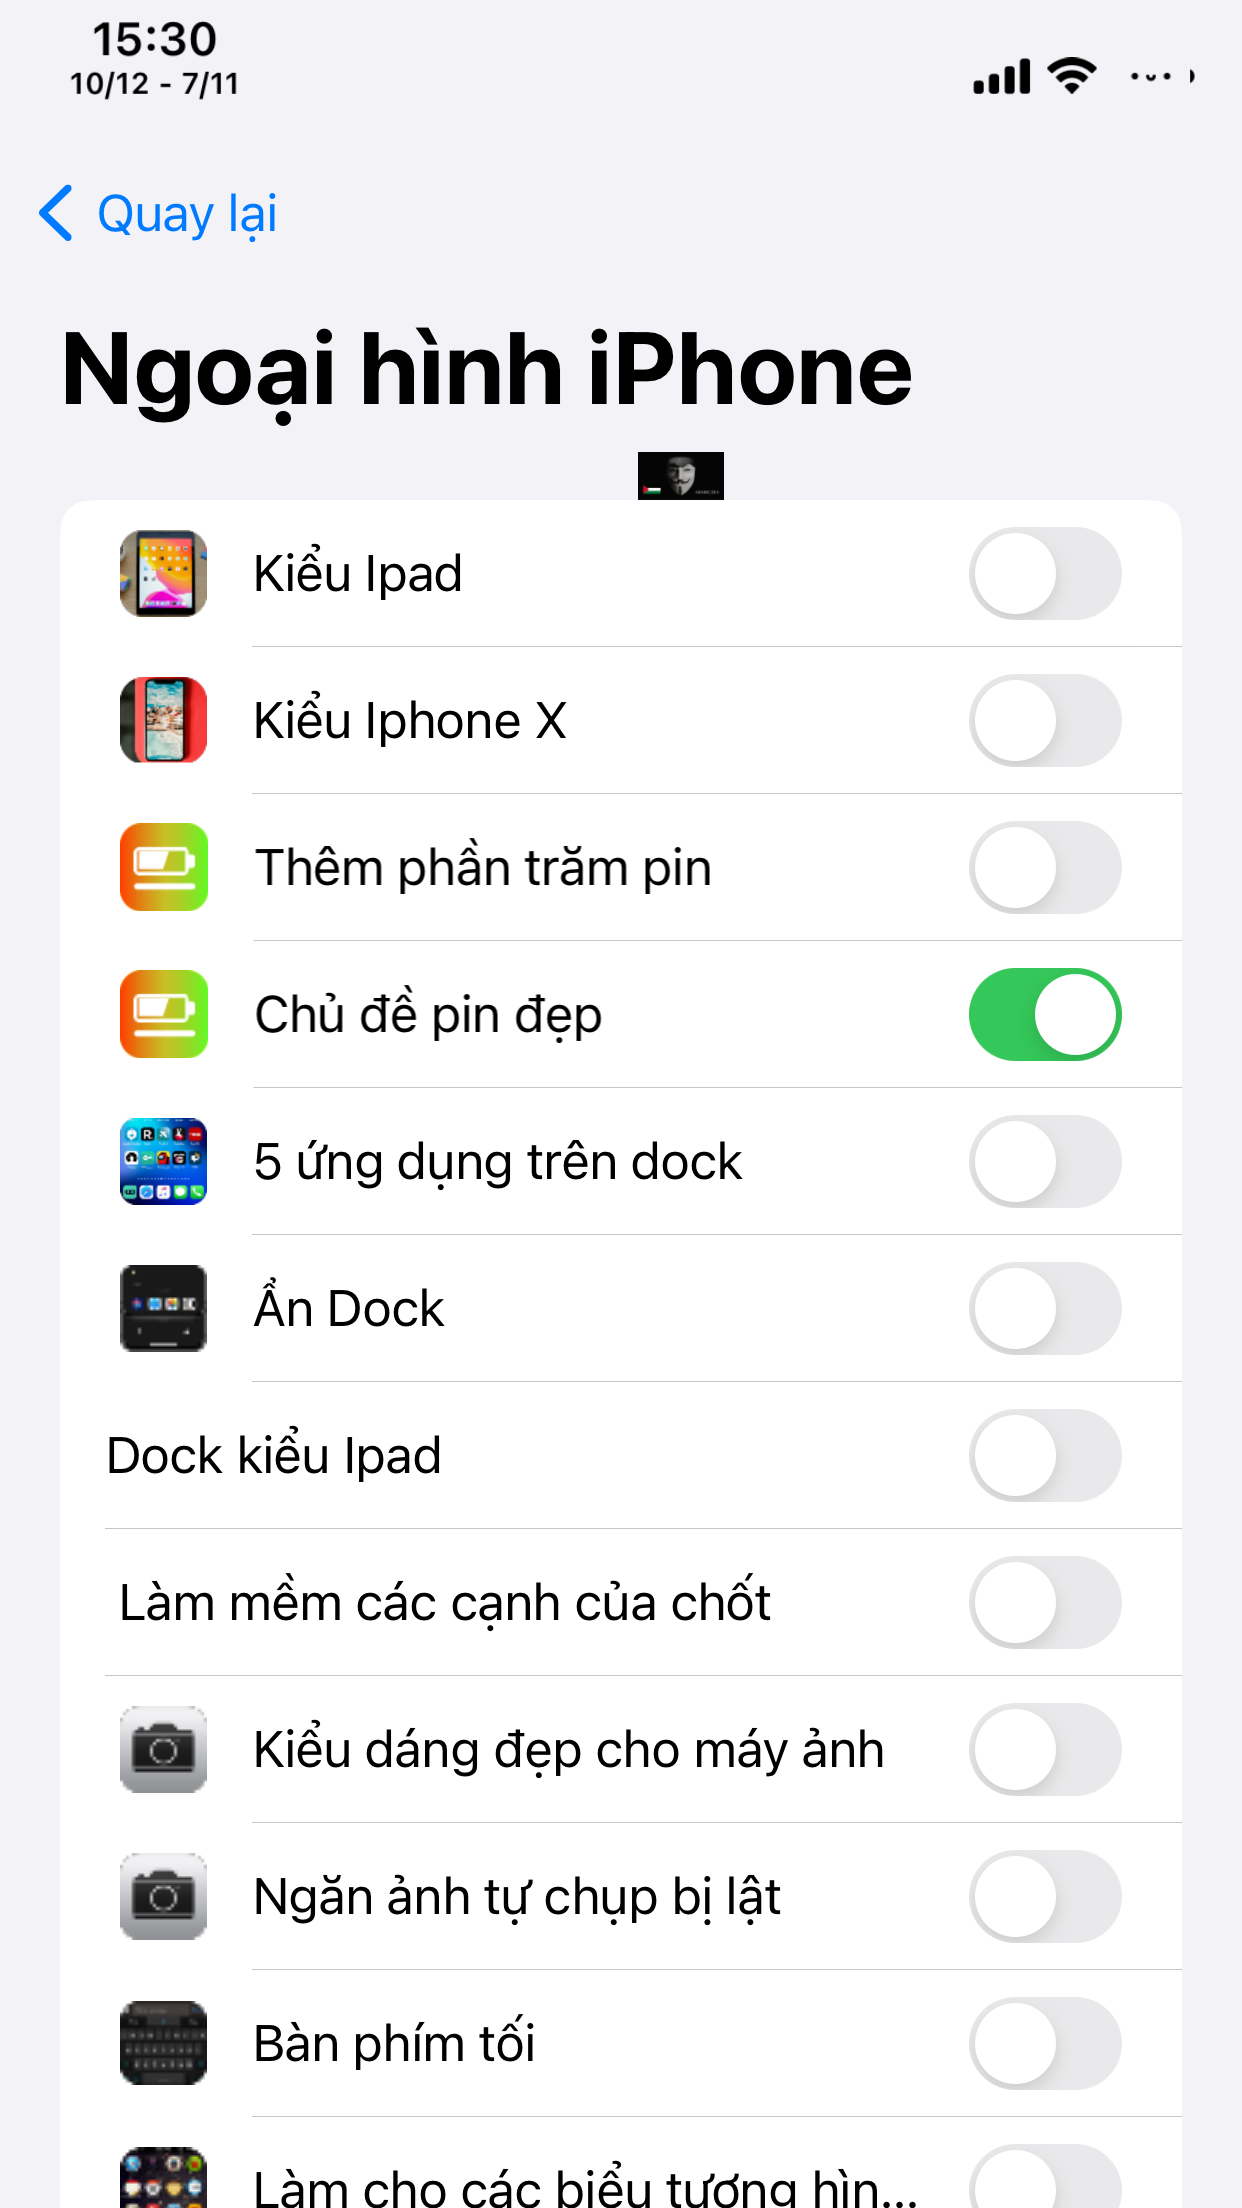 15:30
10/12 - 7/11
Quay lại
Ngoại hình iPhone
Kiểu Ipad
Kiểu Iphone X
Thêm phần trăm pin
Chủ đề pin đẹp
5 ứng dụng trên dock
Ẩn Dock
Dock kiểu Ipad
Làm mềm các cạnh của chốt
Kiểu dáng đẹp cho máy ảnh
Ngăn ảnh tự chụp bị lật
Bàn phím tối
Làm cho các biểu tượng hìn...